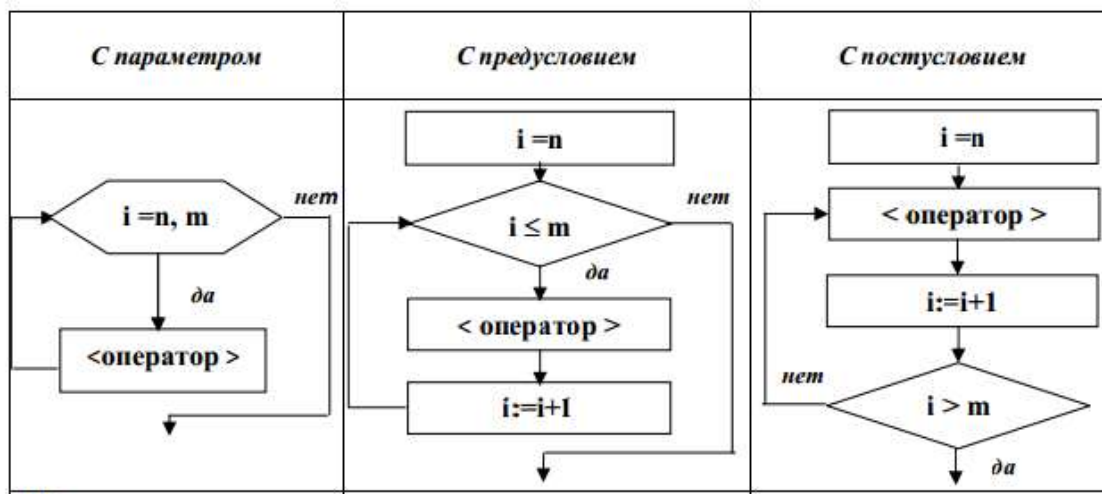 С параметром
С предусловием
С постусловием
i =n, m
нет
да
<оператор >
i =n
i ≤ m
нет
да
< оператор >
i:=i+1
i =n
< оператор >
i:=i+1
нет
i > m
да